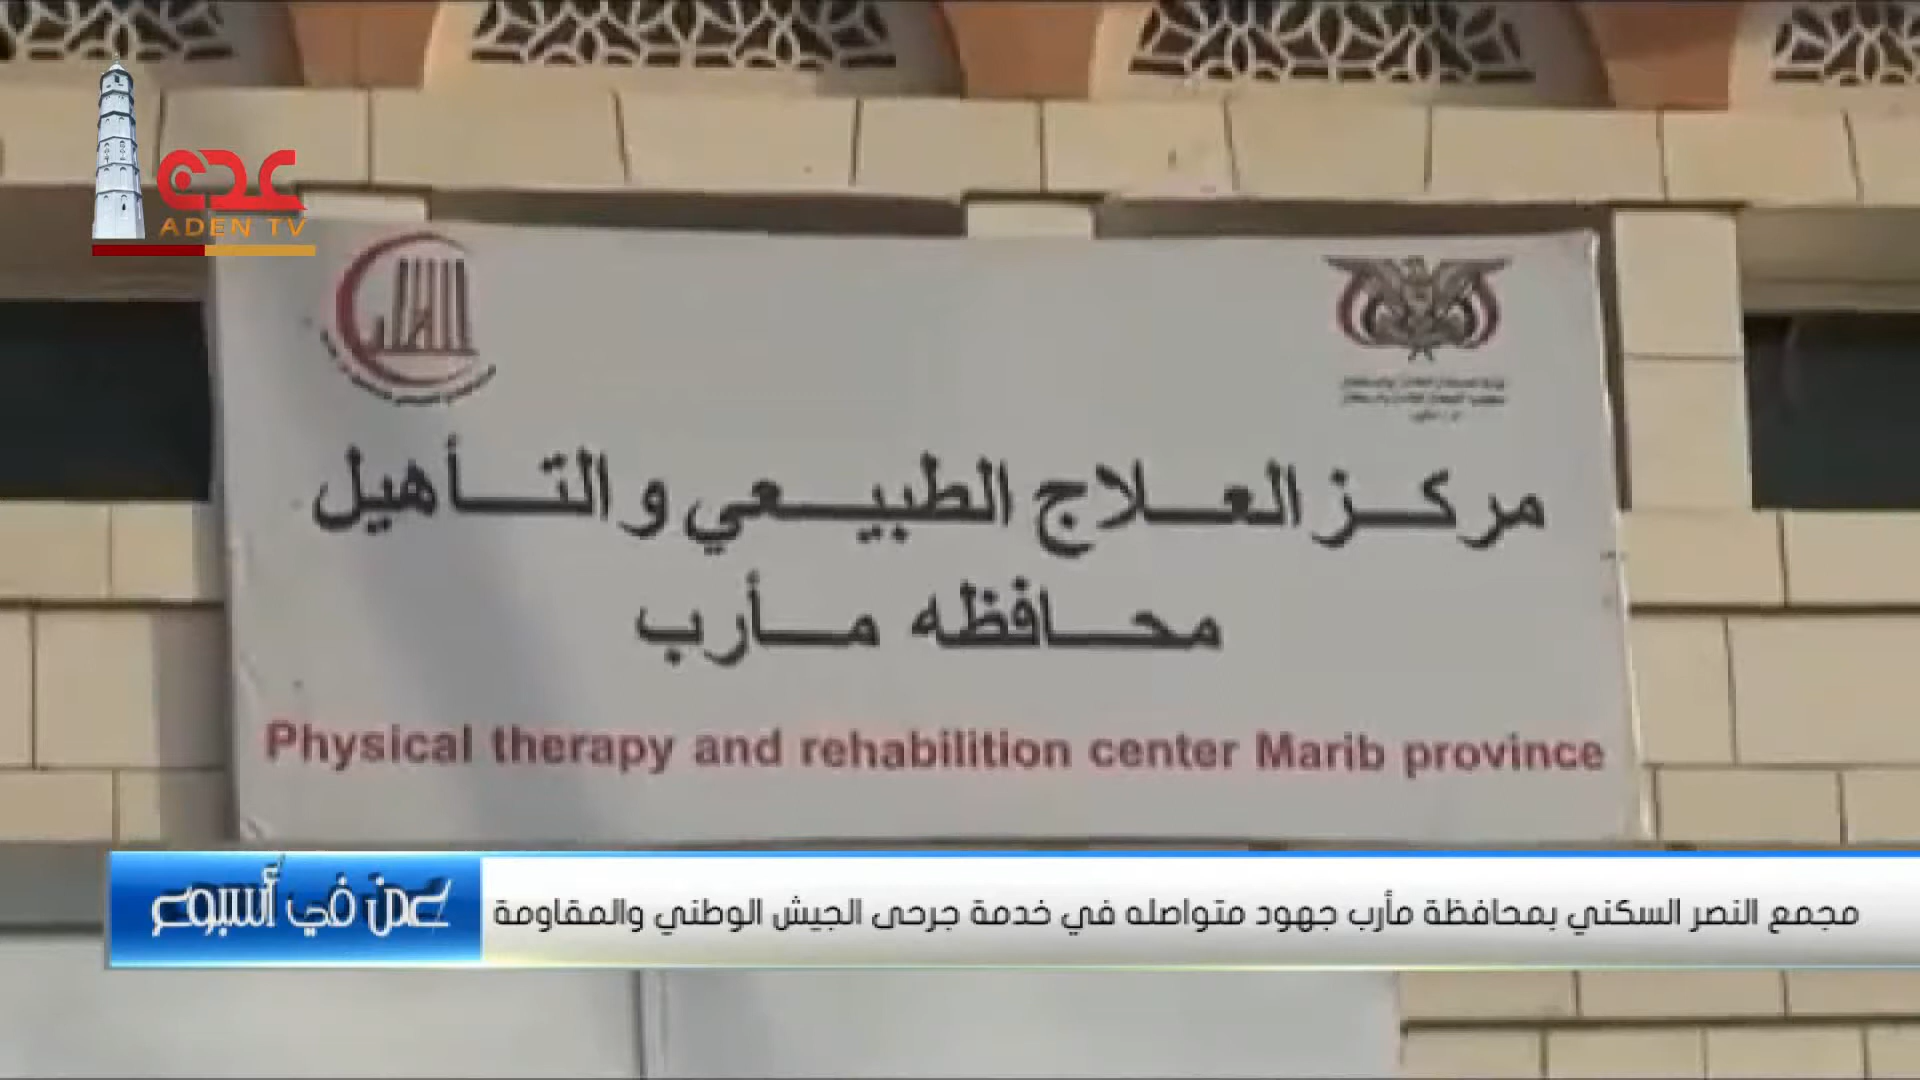 عدن
ADEN TV
مركز العلاج الطبيعي والتأهيل
محافظه مأرب
Physical therapy and rehabilition center Marib province
مجمع النصر السكني بمحافظة مأرب جهود متواصله في خدمة جرحى الجيش الوطني والمقاومة
عدن في أسبوع